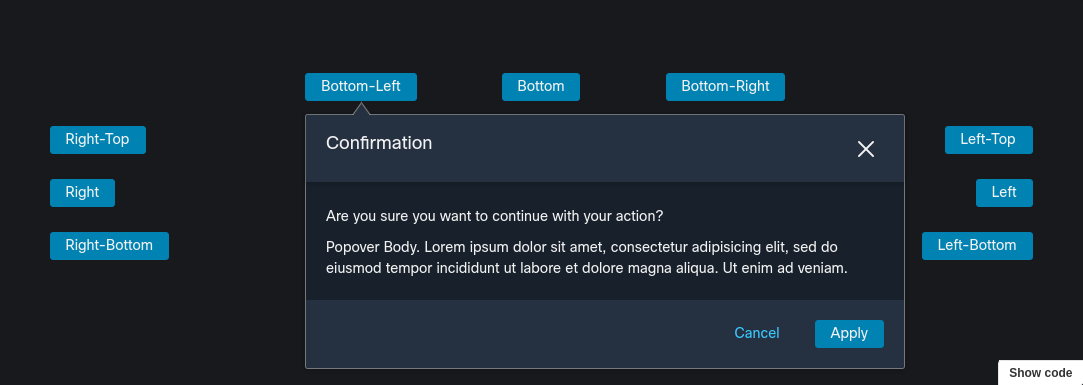 Bottom-Left
Bottom
Bottom-Right
Right-Top
Confirmation
Left-Top
Right
Left
Are you sure you want to continue with your action?
Right-Bottom
Popover Body. Lorem ipsum dolor sit amet, consectetur adipisicing elit, sed do
eiusmod tempor incididunt ut labore et dolore magna aliqua. Ut enim ad veniam.
Left-Bottom
Cancel
Apply
Show code